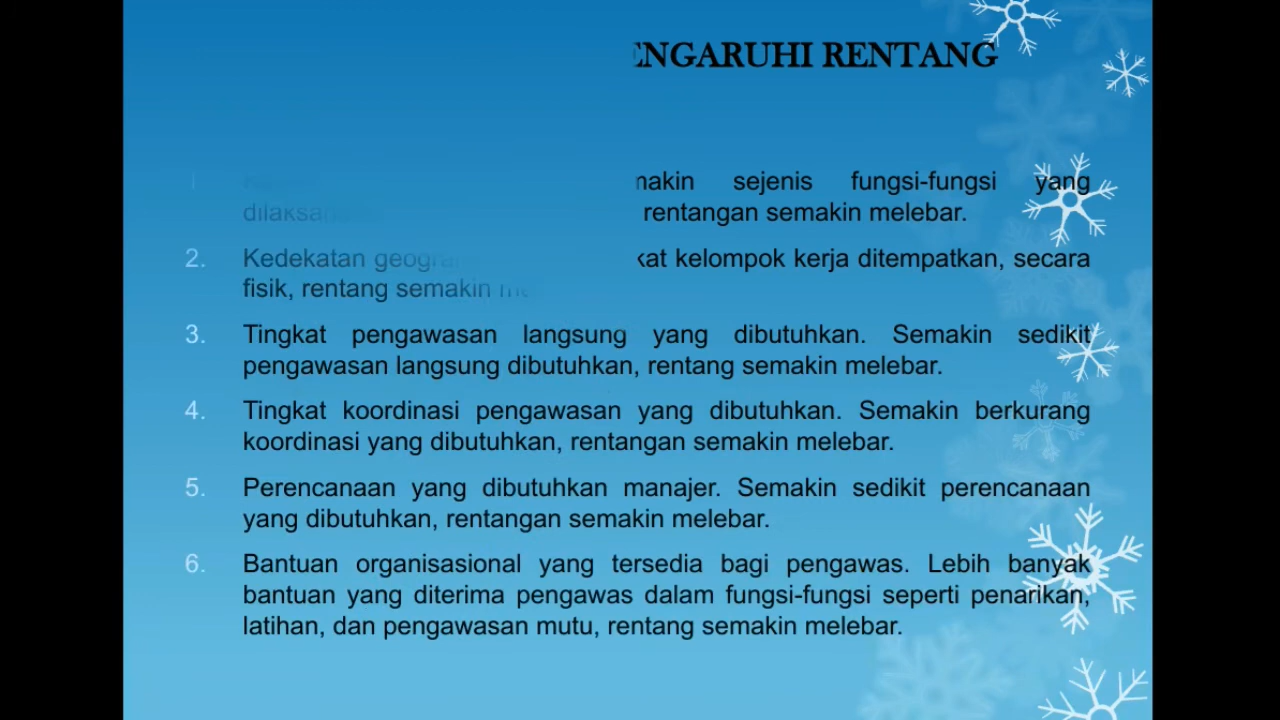 RENTANG
sejenis fungsi-fungsi yang
rentangan semakin melebar.
2. Kedekatan kelompok kerja ditempatkan, secara
fisik, rentang semakin
3. Tingkat pengawasan langsung yang dibutuhkan. Semakin sedikit
pengawasan langsung dibutuhkan, rentang semakin melebar.
4. Tingkat koordinasi pengawasan yang dibutuhkan. Semakin berkurang
koordinasi yang dibutuhkan, rentangan semakin melebar.
5. Perencanaan yang dibutuhkan manajer. Semakin sedikit perencanaan
yang dibutuhkan, rentangan semakin melebar.
6. Bantuan organisasional yang tersedia bagi pengawas. Lebih banyak
bantuan yang diterima pengawas dalam fungsi-fungsi seperti penarikan,
latihan, dan pengawasan mutu, rentang semakin melebar.